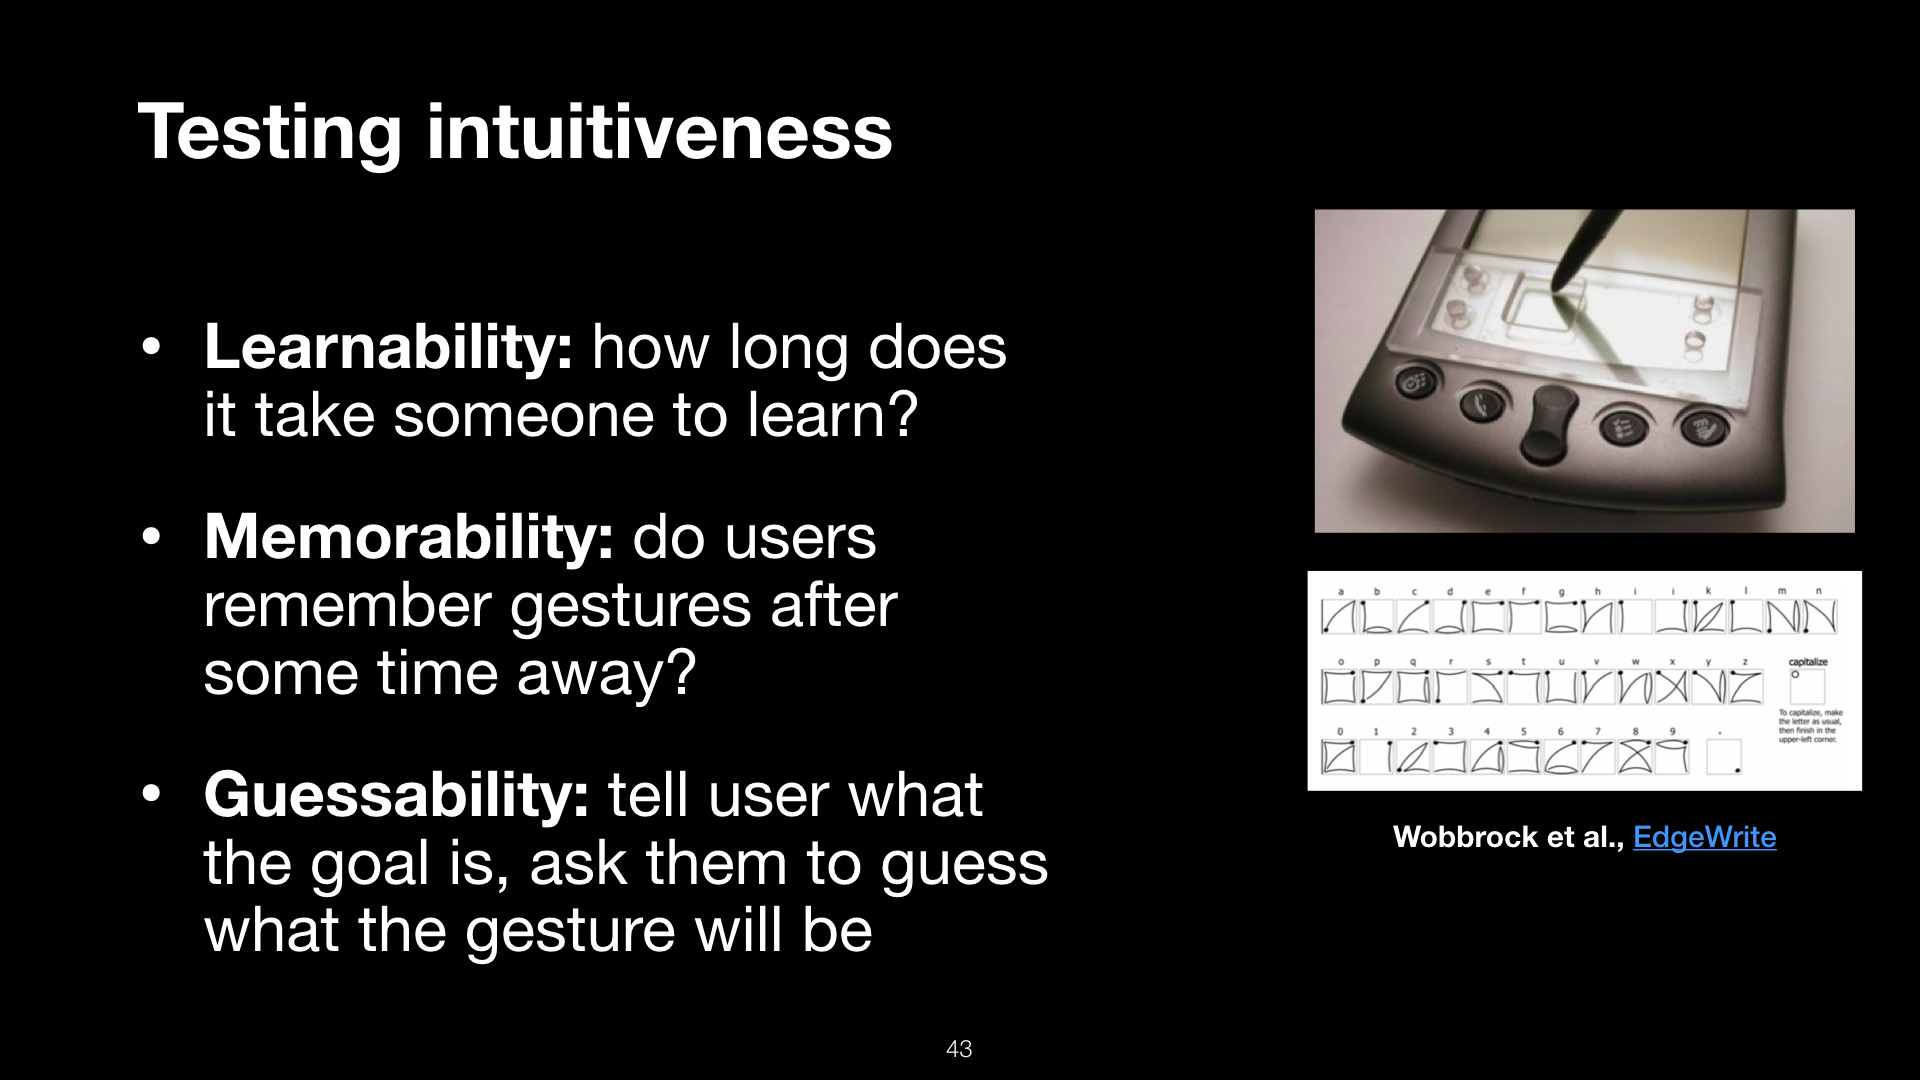 Testing intuitiveness
• Learnability: how long does
it take someone to learn?
• Memorability: do users
remember gestures after
some time away?
• Guessability: tell user what
the goal is, ask them to guess
what the gesture will be
a b c d e f g h i j k l m n
o p q r s t u v w x y z
capitalize
To capitalize, make
the letter as usual,
then finish in the
upper-left corner.
0 1 2 3 4 5 6 7 8 9 .
Wobbrock et al., EdgeWrite
43